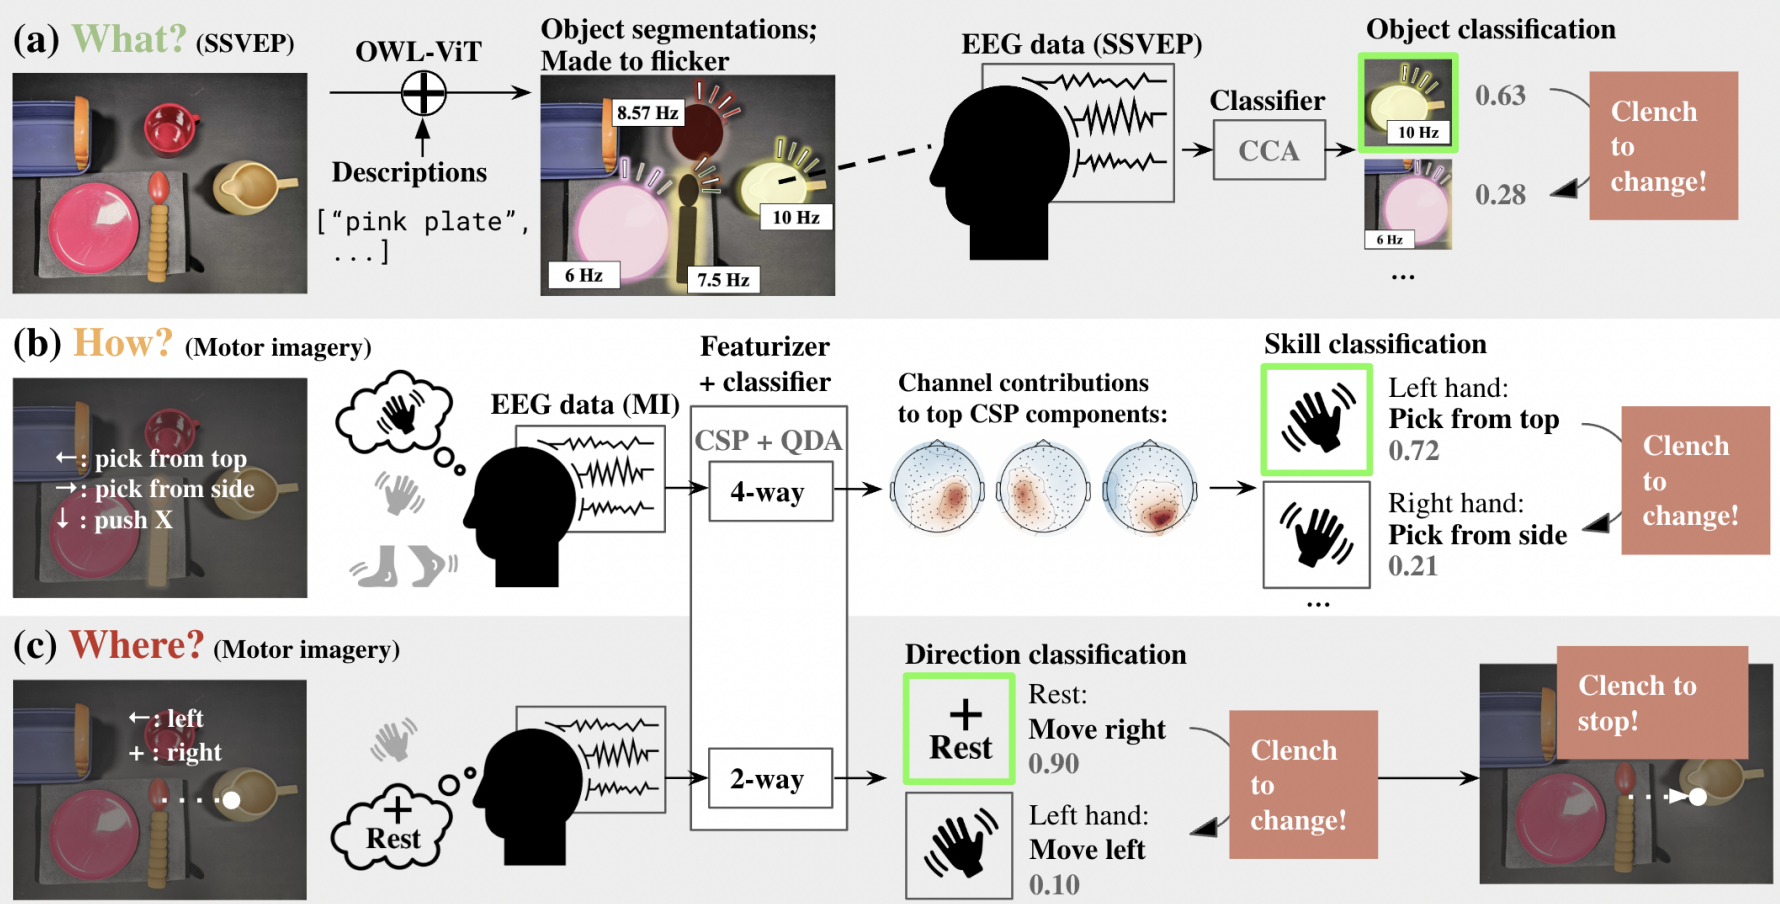 (a) What? (SSVEP)
OWL-ViT
Descriptions
["pink plate",
...]
Object segmentations;
Made to flicker
8.57 Hz
10 Hz
6 Hz
7.5 Hz
EEG data (SSVEP)
Classifier
CCA
Object classification
10 Hz
0.63
6 Hz
0.28
...
Clench
to
change!
(b) How? (Motor imagery)
←: pick from top
→: pick from side
↓: push X
EEG data (MI)
Featurizer
+ classifier
CSP + QDA
4-way
Channel contributions
to top CSP components:
Skill classification
Left hand:
Pick from top
0.72
Right hand:
Pick from side
0.21
...
Clench
to
change!
(c) Where? (Motor imagery)
←: left
+ : right
+
Rest
2-way
Direction classification
+
Rest
Rest:
Move right
0.90
Left hand:
Move left
0.10
Clench
to
change!
Clench to
stop!